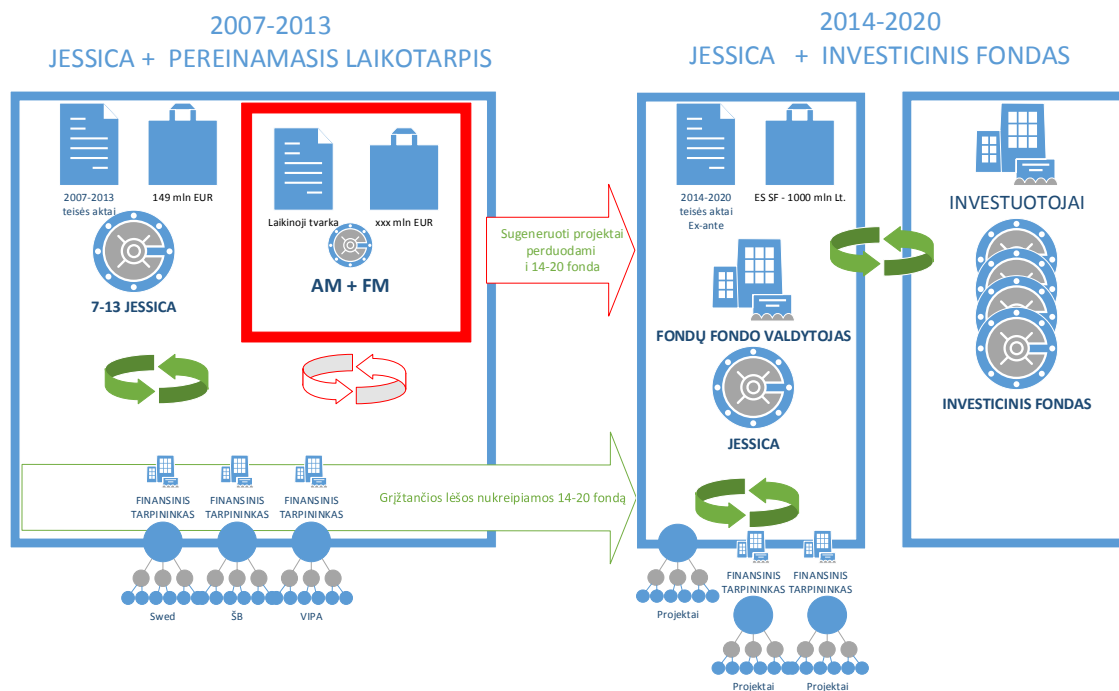 2007-2013
JESSICA + PEREINAMASIS LAIKOTARPIS
2007-2013
teisės aktai
149 mln EUR
7-13 JESSICA
Laikinoji tvarka
xxx mln EUR
AM + FM
Sugeneruoti projektai
perduodami
i 14-20 fonda
FINANSINIS
TARPININKAS
FINANSINIS
TARPININKAS
FINANSINIS
TARPININKAS
Grįžtančios lėšos nukreipiamos 14-20 fondą
Swed
ŠB
VIPA
2014-2020
JESSICA + INVESTICINIS FONDAS
2014-2020
teisės aktai
Ex-ante
ES SF - 1000 mln Lt.
FONDŲ FONDO VALDYTOJAS
JESSICA
INVESTUOTOJAI
INVESTICINIS FONDAS
Projektai
FINANSINIS
TARPININKAS
FINANSINIS
TARPININKAS
Projektai
Projektai